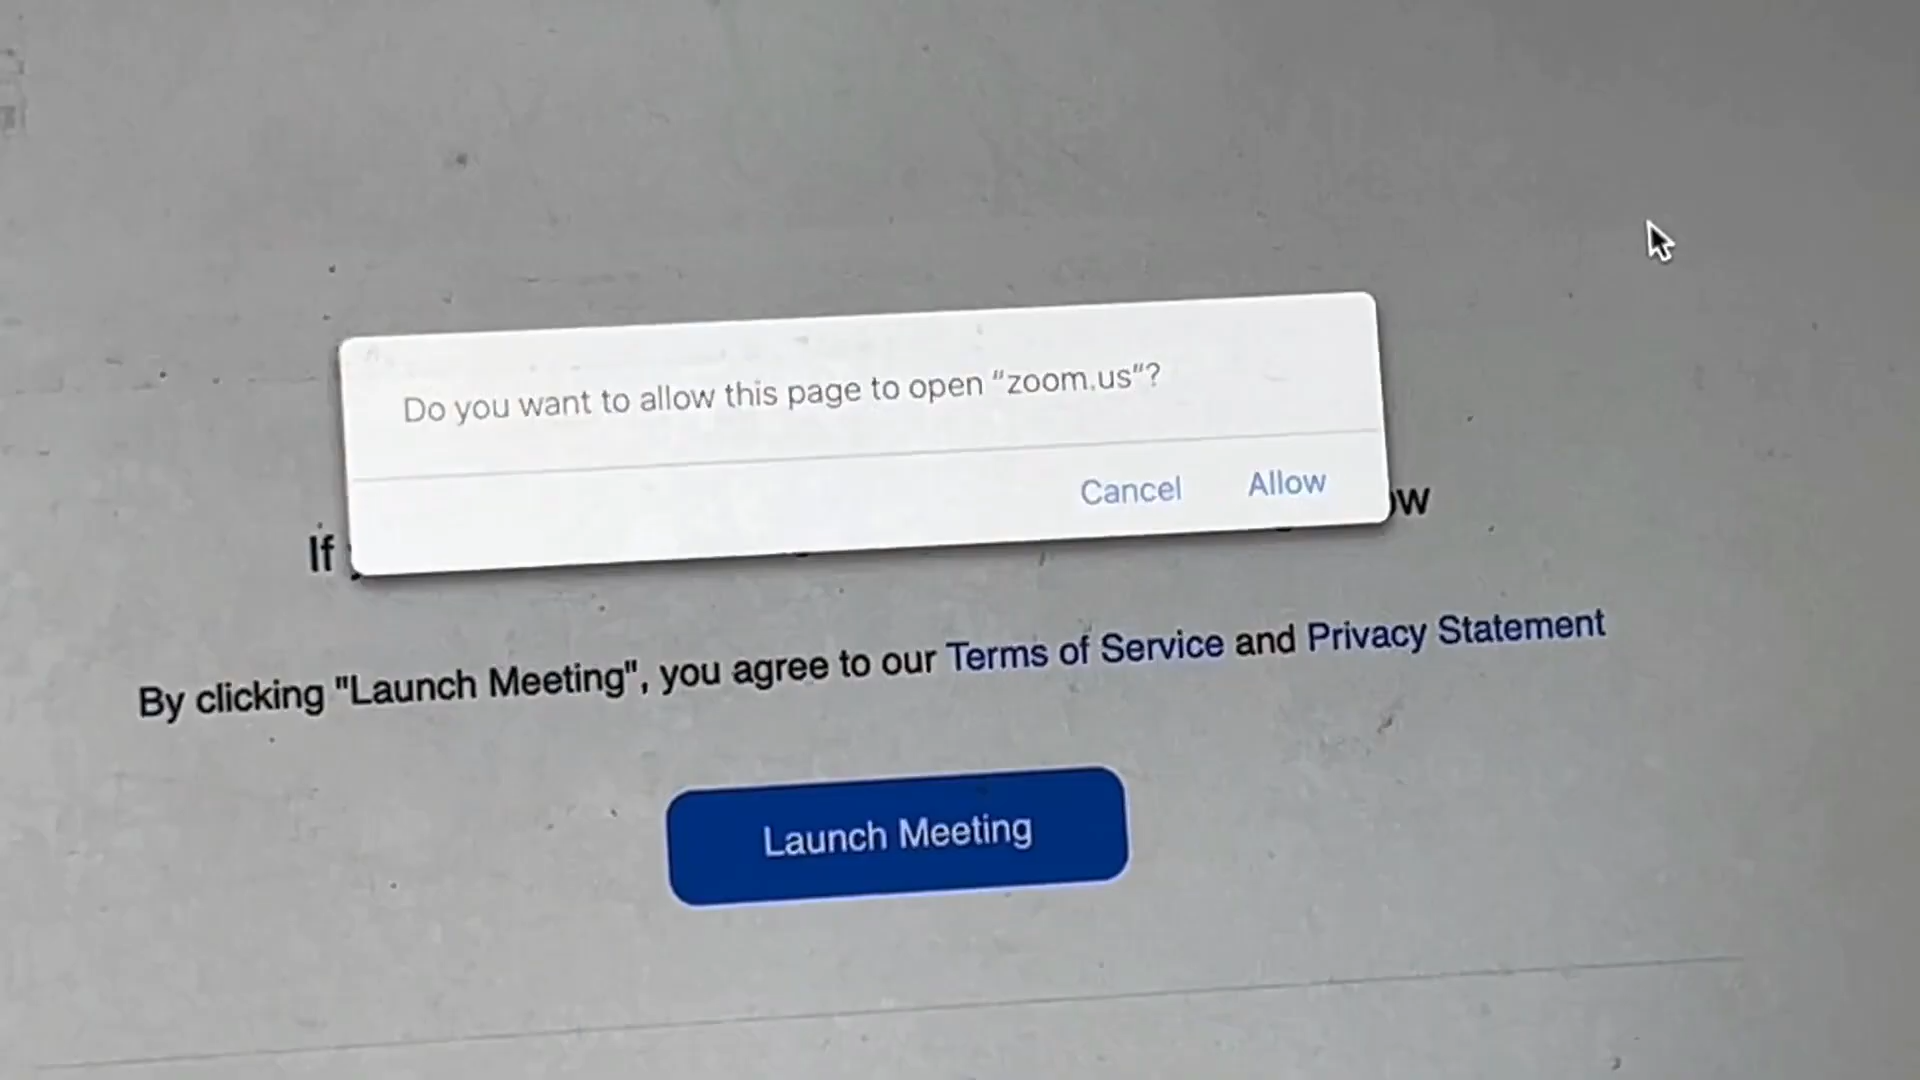 Do you want to allow this page to open “zoom.us”?
Cancel Allow
If
By clicking "Launch Meeting", you agree to our Terms of Service and Privacy Statement
Launch Meeting